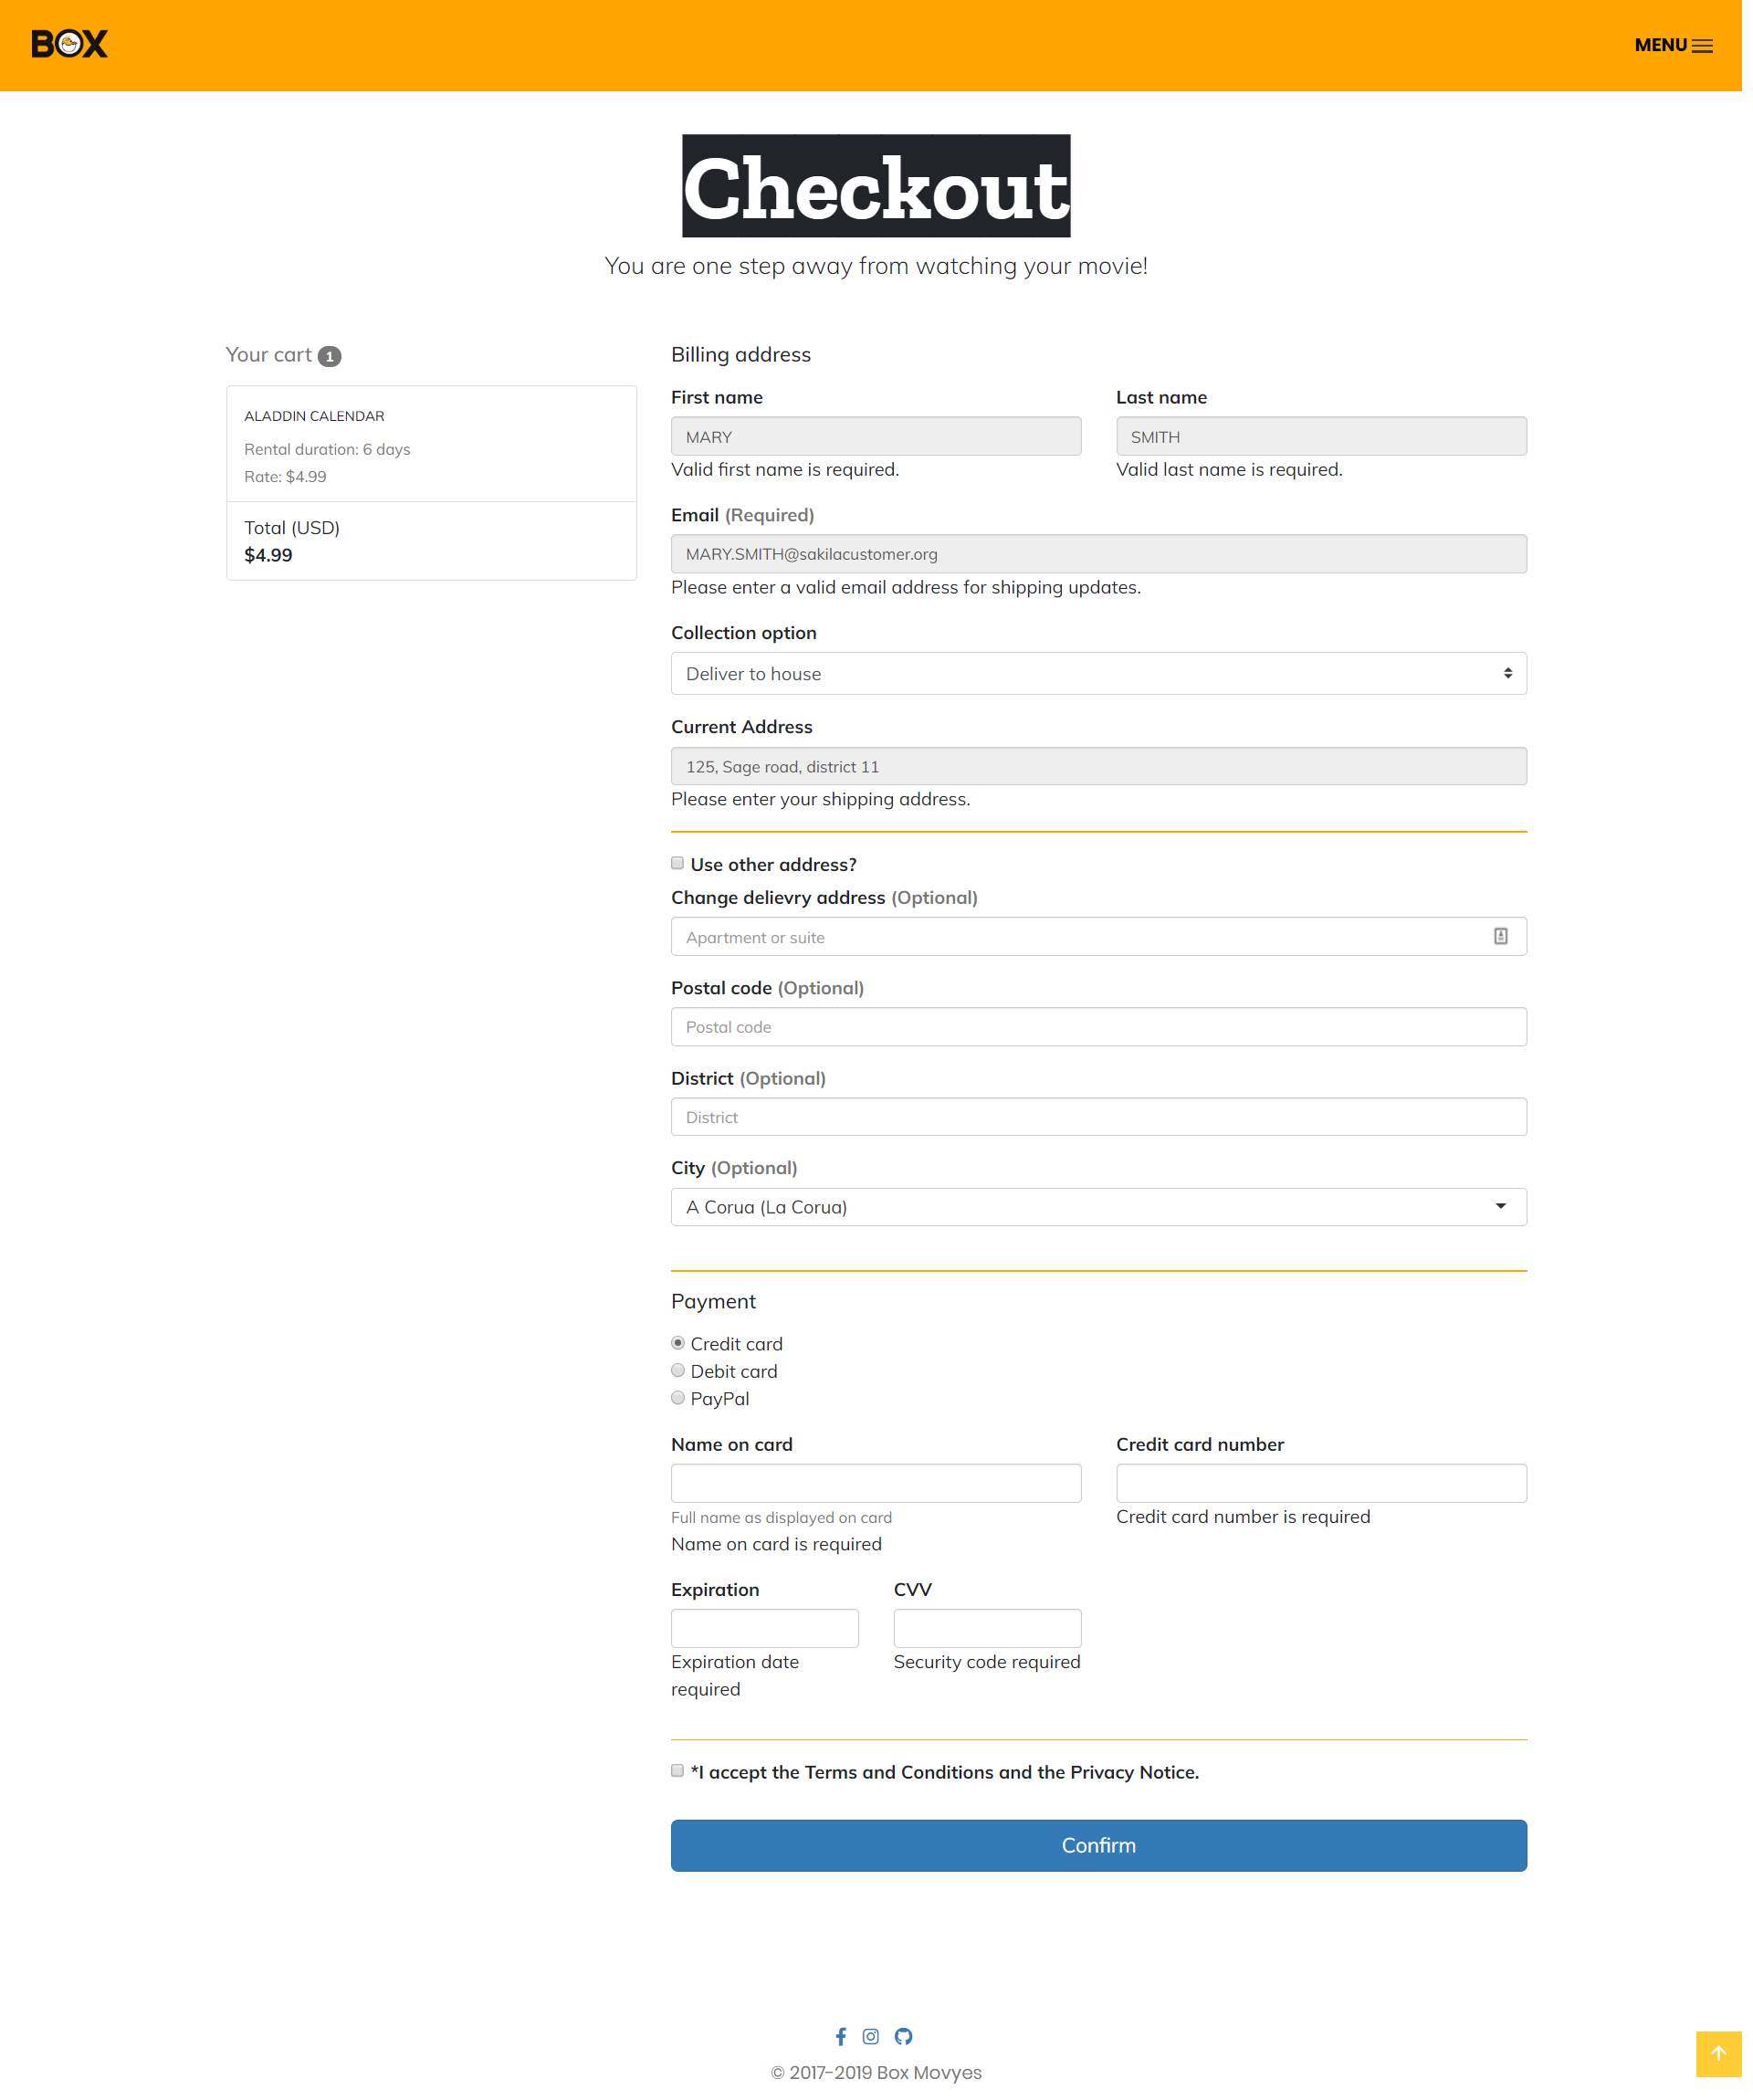 BOX
MENU
Checkout
You are one step away from watching your movie!
Your cart 1
ALADDIN CALENDAR
Rental duration: 6 days
Rate: $4.99
Total (USD)
$4.99
Billing address
First name
MARY
Valid first name is required.
Last name
SMITH
Valid last name is required.
Email (Required)
MARY.SMITH@sakilacustomer.org
Please enter a valid email address for shipping updates.
Collection option
Deliver to house
Current Address
125, Sage road, district 11
Please enter your shipping address.
Use other address?
Change delievry address (Optional)
Apartment or suite
Postal code (Optional)
Postal code
District (Optional)
District
City (Optional)
A Corua (La Corua)
Payment
Credit card
Debit card
PayPal
Name on card
Full name as displayed on card
Name on card is required
Credit card number
Credit card number is required
Expiration
Expiration date
required
CVV
Security code required
*I accept the Terms and Conditions and the Privacy Notice.
Confirm
© 2017-2019 Box Movyes